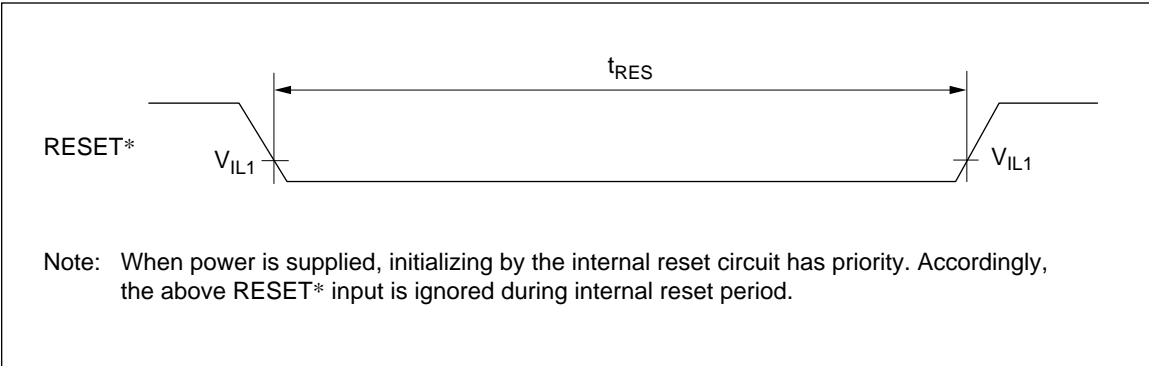 tRES
RESET*
VIL1
VIL1
Note: When power is supplied, initializing by the internal reset circuit has priority. Accordingly,
the above RESET* input is ignored during internal reset period.